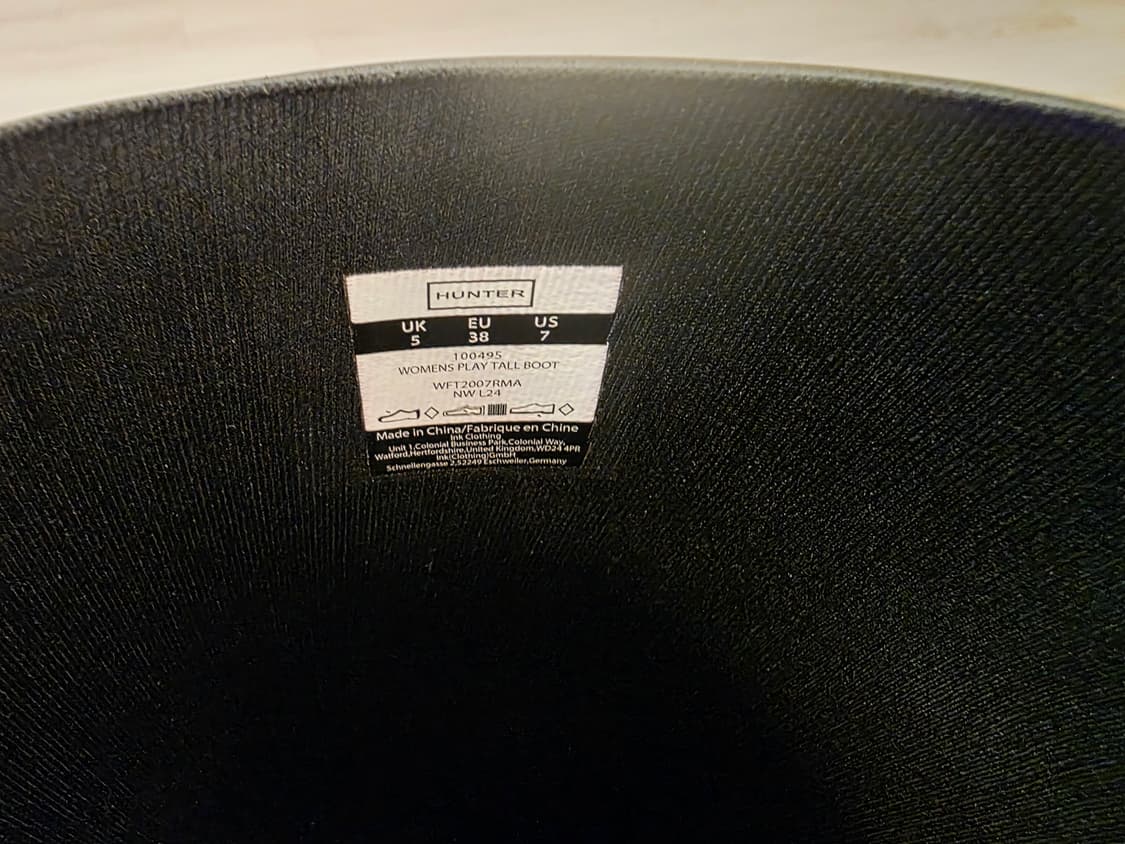 HUNTER
UK EU US
5 38 7
100495
WOMENS PLAY TALL BOOT
WFT2007RMA
NW L24
Made in China/Fabrique en Chine
Ink Clothing
Unit 1,Colonial Business Park,Colonial Way,
Watford,Hertfordshire,United Kingdom,WD24 4PR
Ink(Clothing)GmbH
Schnellengasse 2,52249 Eschweiler,Germany